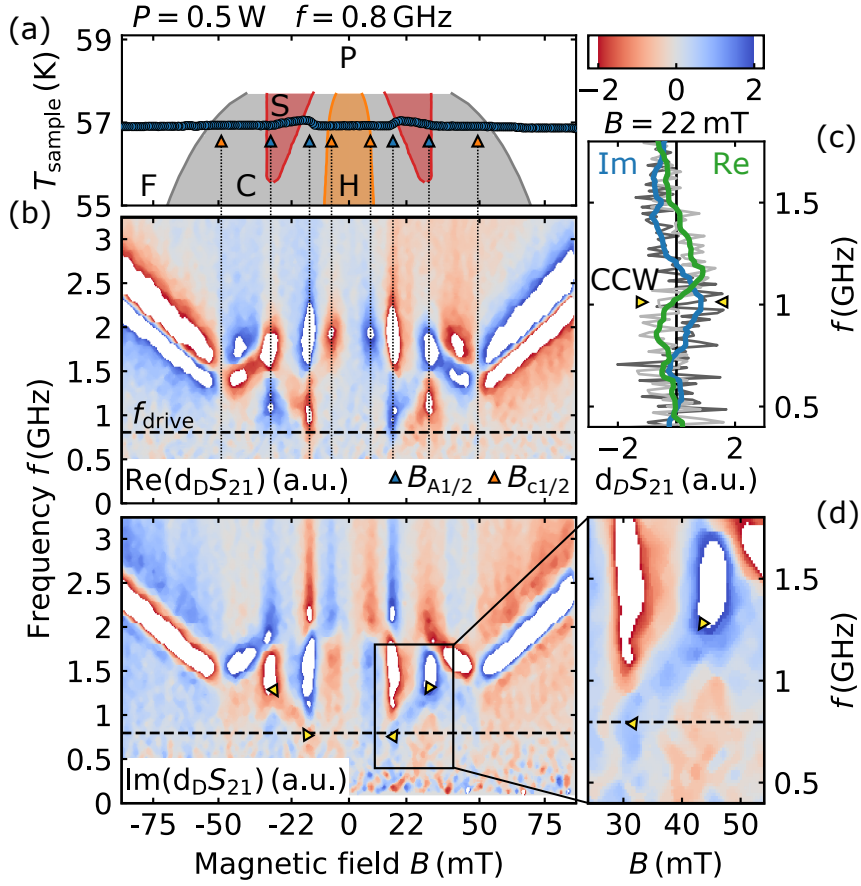 (a)
P = 0.5 W f = 0.8 GHz
59
57
55
T_sample (K)
P
S
F
C
H
−2 0 2
B = 22 mT
(c)
Im Re
CCW
1.5
1
0.5
f (GHz)
−2 0 2
d_D S_21 (a.u.)
(b)
3
2.5
2
1.5
1
0.5
0
f_drive
Re(d_D S_21) (a.u.)
B_A1/2 B_c1/2
Frequency f (GHz)
3
2.5
2
1.5
1
0.5
0
Im(d_D S_21) (a.u.)
-75 -50 -22 0 22 50 75
Magnetic field B (mT)
(d)
1.5
1
0.5
f (GHz)
30 40 50
B (mT)